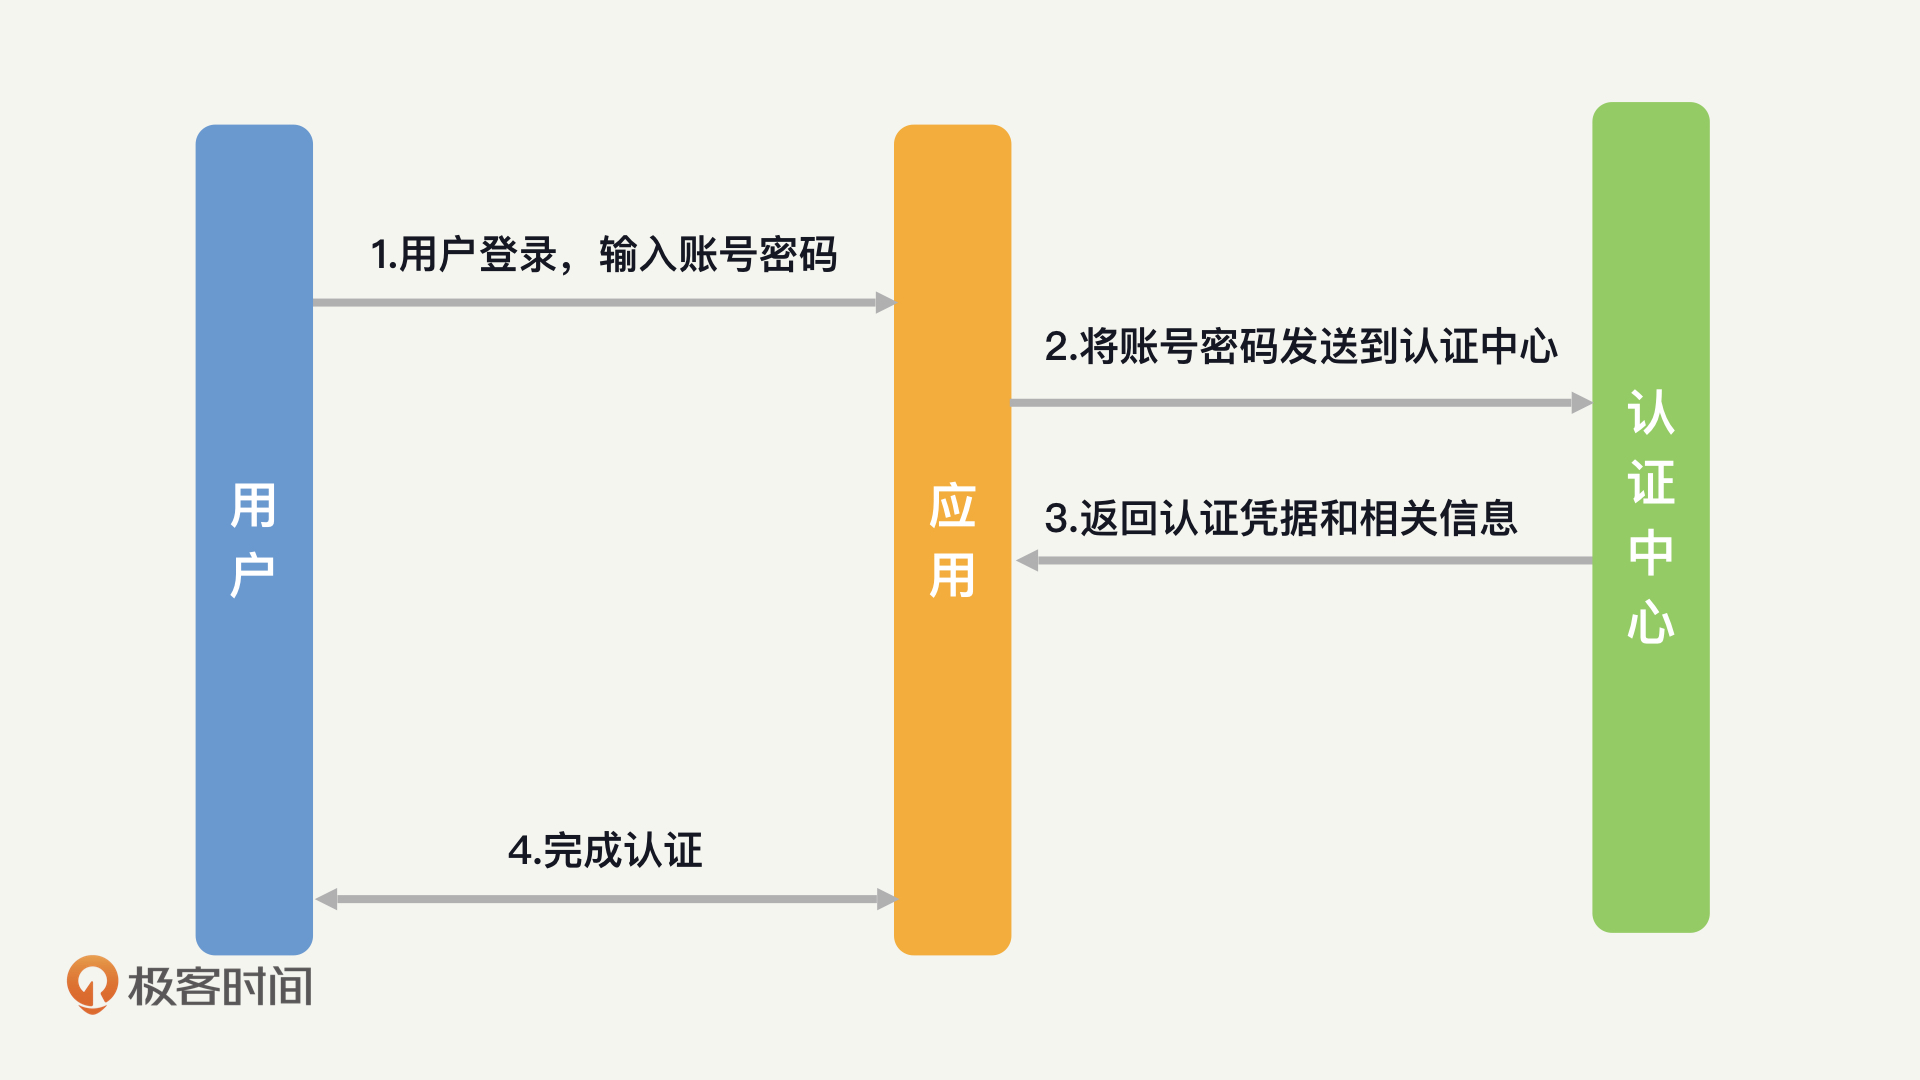 1.用户登录，输入账号密码
2.将账号密码发送到认证中心
3.返回认证凭据和相关信息
4.完成认证
用户
应用
认证中心
极客时间